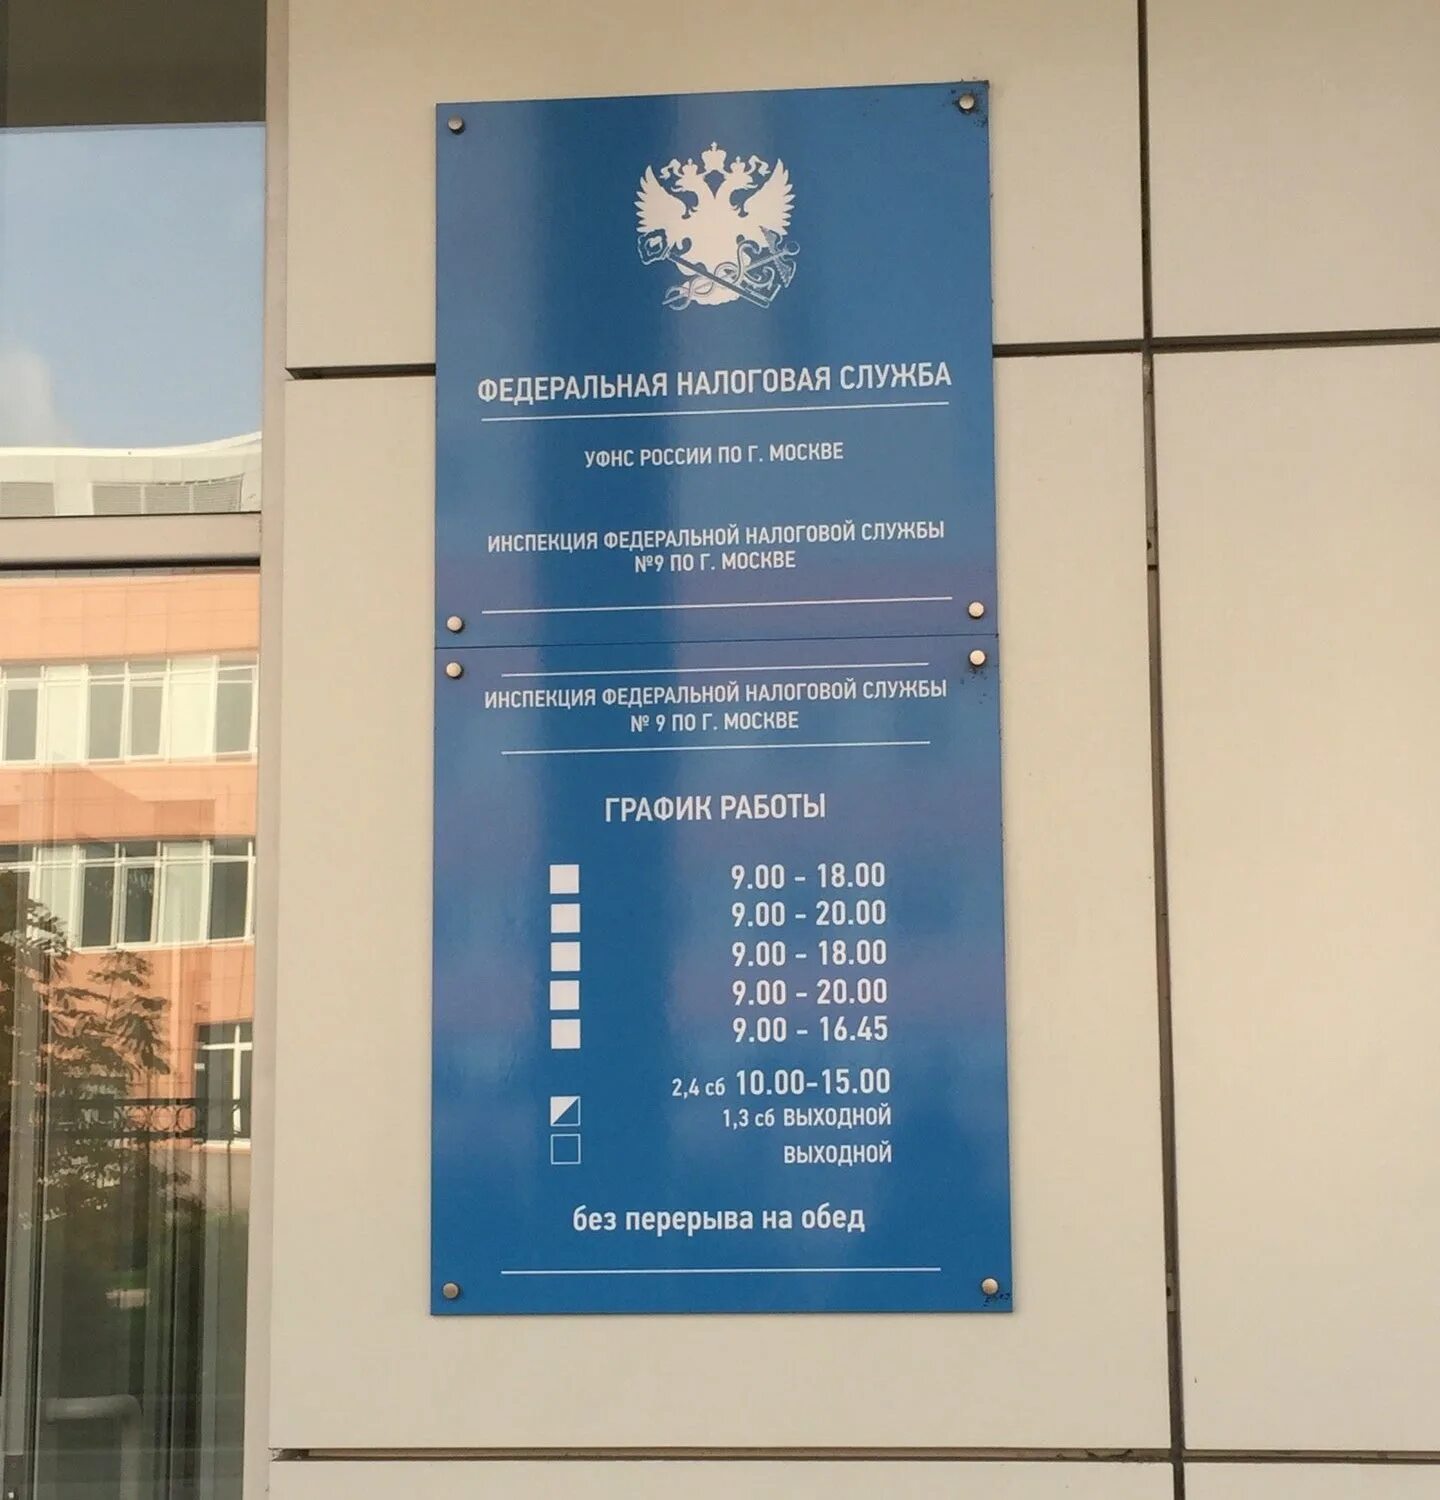 ФЕДЕРАЛЬНАЯ НАЛОГОВАЯ СЛУЖБА
УФНС РОССИИ ПО Г. МОСКВЕ
ИНСПЕКЦИЯ ФЕДЕРАЛЬНОЙ НАЛОГОВОЙ СЛУЖБЫ
№9 ПО Г. МОСКВЕ
ИНСПЕКЦИЯ ФЕДЕРАЛЬНОЙ НАЛОГОВОЙ СЛУЖБЫ
№ 9 ПО Г. МОСКВЕ
ГРАФИК РАБОТЫ
9.00 - 18.00
9.00 - 20.00
9.00 - 18.00
9.00 - 20.00
9.00 - 16.45
2,4 сб 10.00-15.00
1,3 сб ВЫХОДНОЙ
ВЫХОДНОЙ
без перерыва на обед